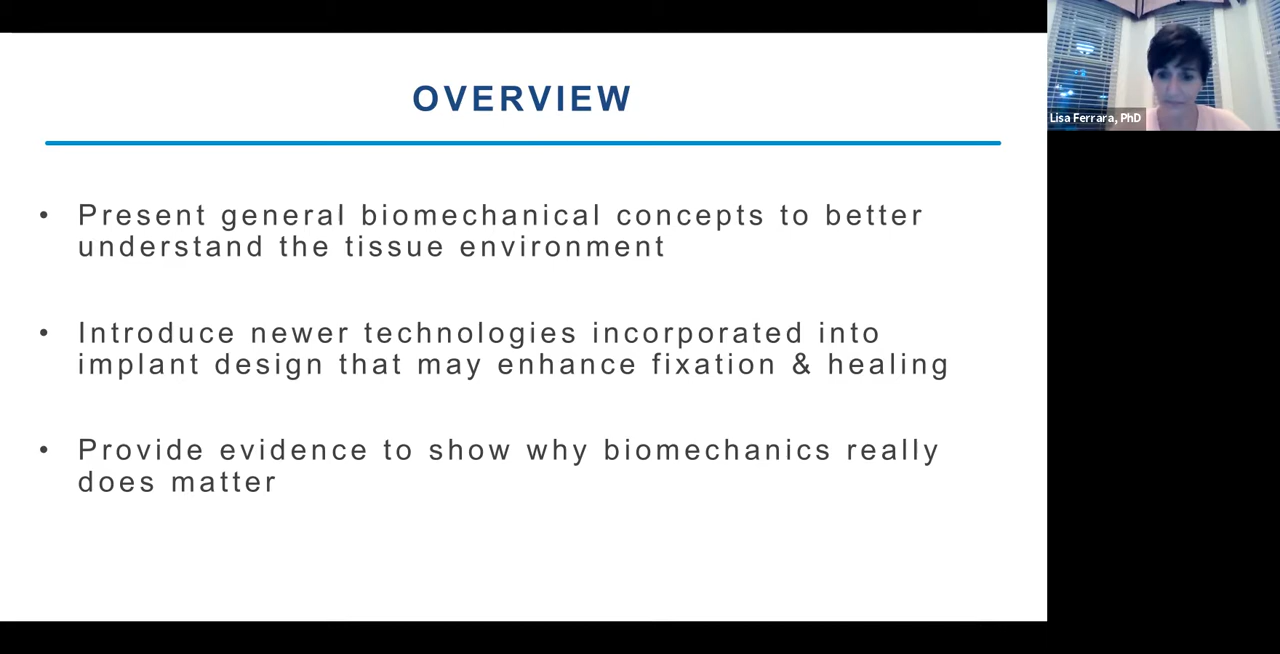 OVERVIEW
• Present general biomechanical concepts to better
understand the tissue environment
• Introduce newer technologies incorporated into
implant design that may enhance fixation & healing
• Provide evidence to show why biomechanics really
does matter
Lisa Ferrara, PhD